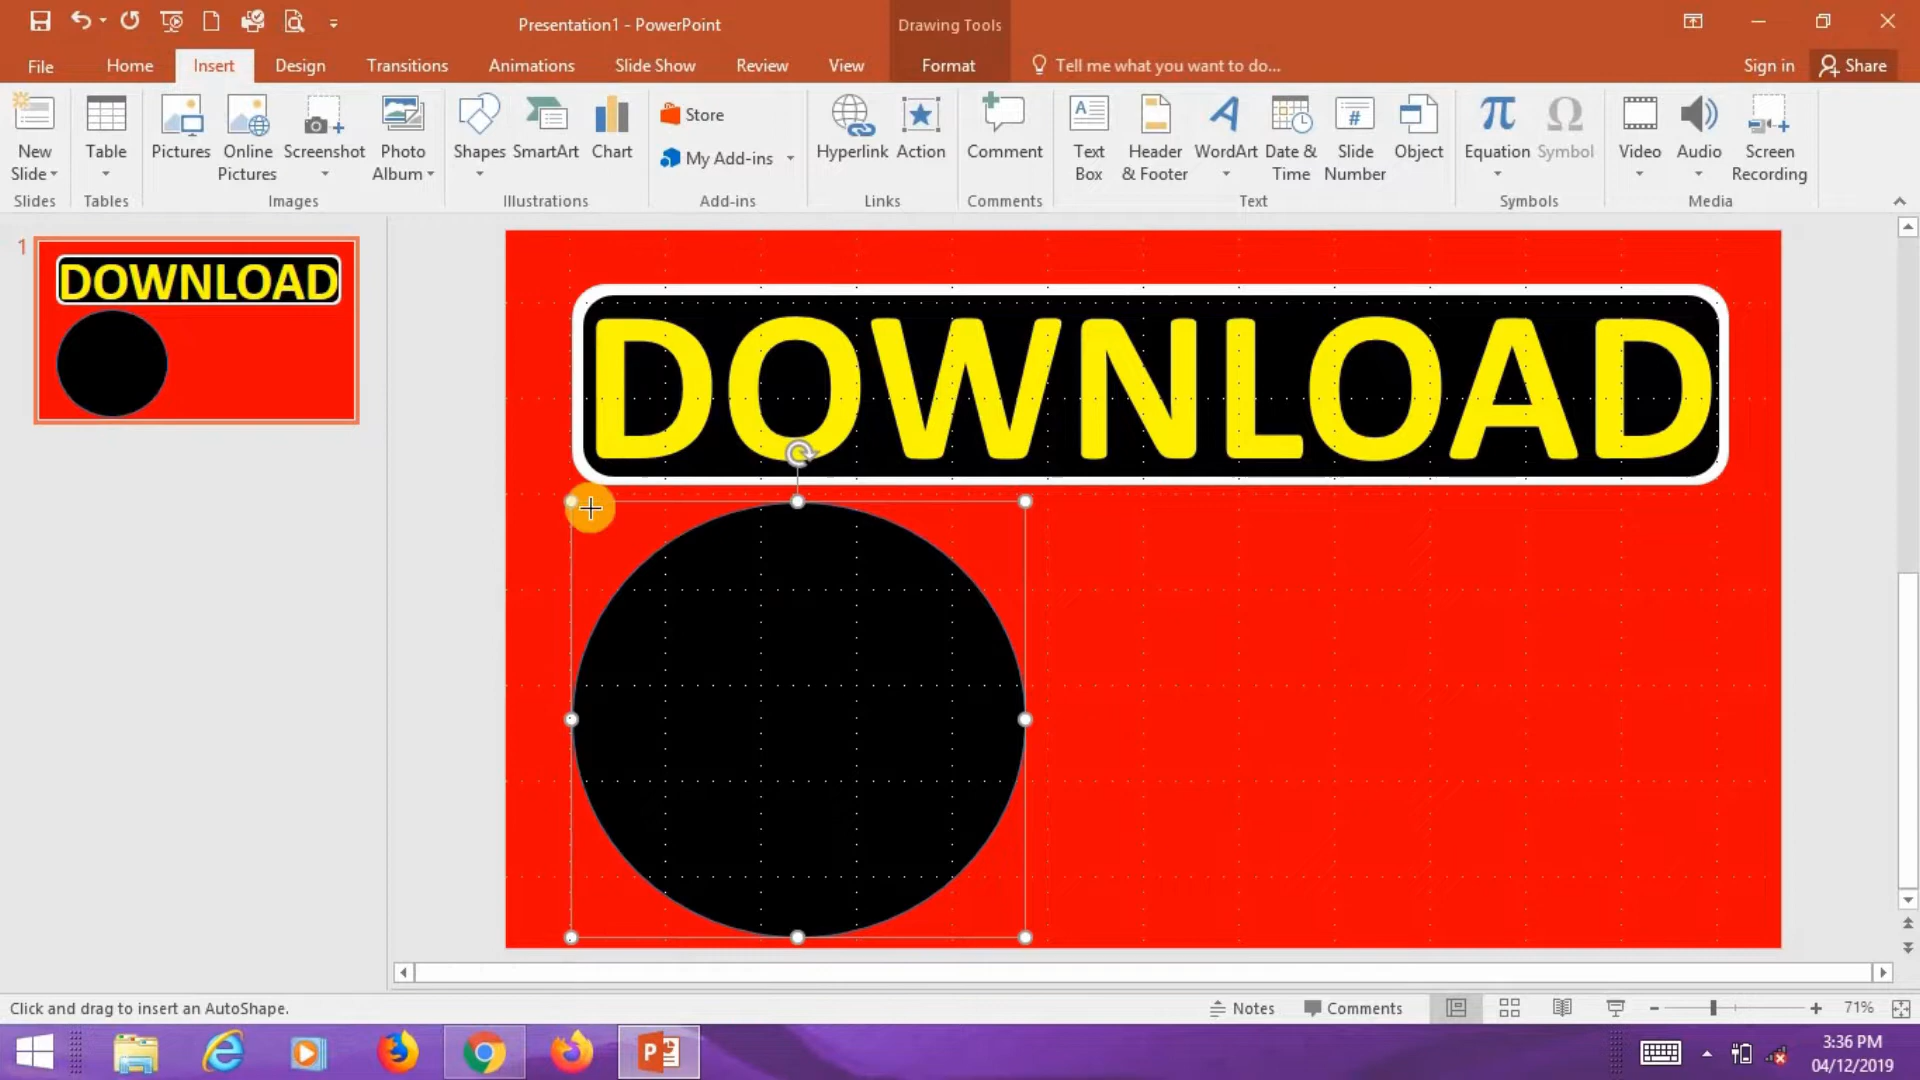 Presentation1 - PowerPoint
Drawing Tools
File Home Insert Design Transitions Animations Slide Show Review View Format Tell me what you want to do... Sign in Share
New Slide
Table
Pictures
Online Pictures
Screenshot
Photo Album
Shapes
SmartArt
Chart
Store
My Add-ins
Hyperlink
Action
Comment
Text Box
Header & Footer
WordArt
Date & Time
Slide Number
Object
Equation
Symbol
Video
Audio
Screen Recording
Slides Tables Images Illustrations Add-ins Links Comments Text Symbols Media
1
DOWNLOAD
DOWNLOAD
Click and drag to insert an AutoShape.
Notes Comments 71%
3:36 PM
04/12/2019